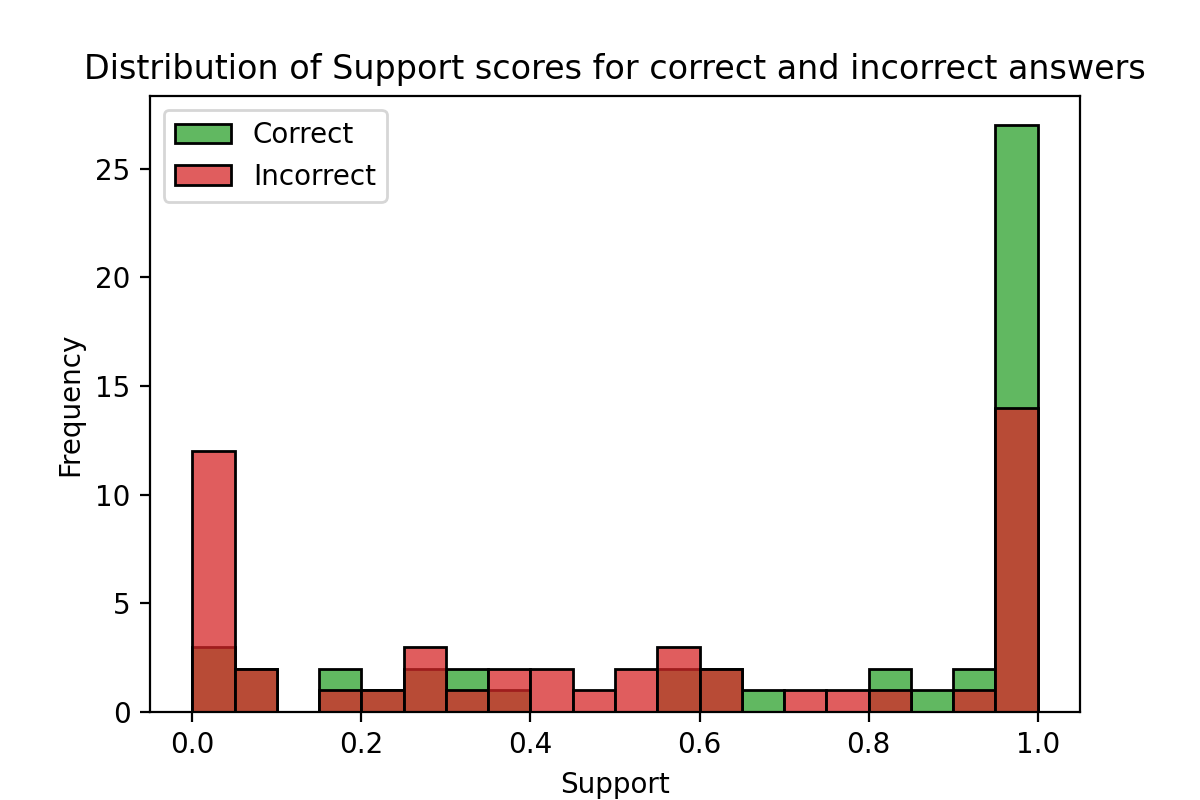 Distribution of Support scores for correct and incorrect answers
Correct
Incorrect
25
20
15
10
5
0
Frequency
0.0 0.2 0.4 0.6 0.8 1.0
Support